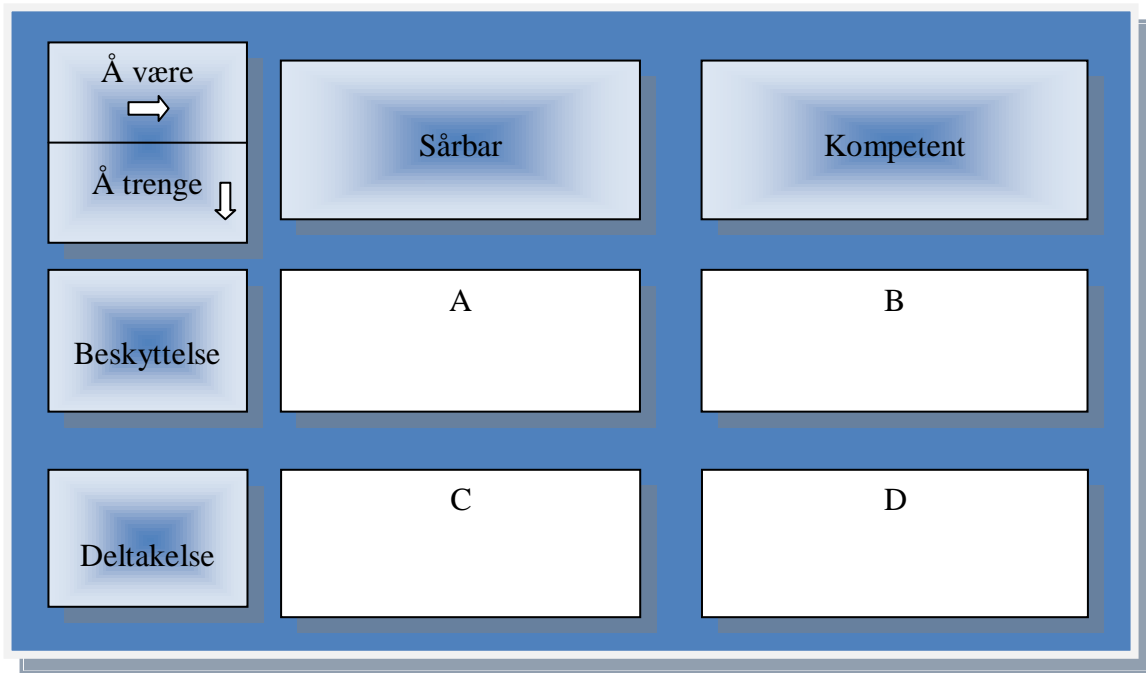 Å være
Å trenge
Sårbar
Kompetent
Beskyttelse
A
B
Deltakelse
C
D